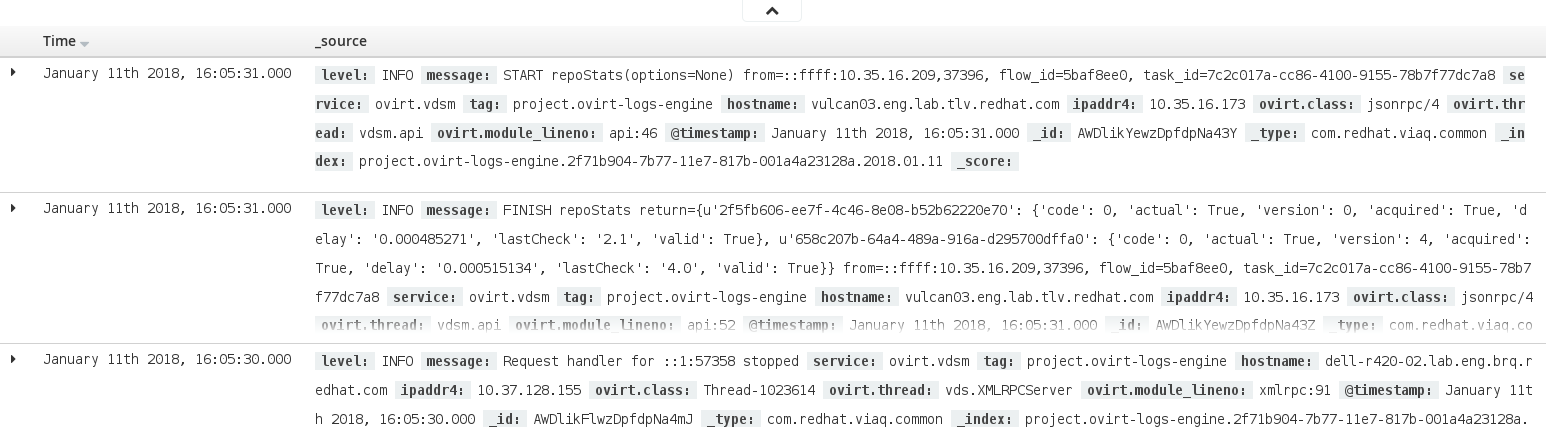 Time _source
January 11th 2018, 16:05:31.000 level: INFO message: START repoStats(options=None) from=::ffff:10.35.16.209,37396, flow_id=5baf8ee0, task_id=7c2c017a-cc86-4100-9155-78b7f77dc7a8 se
rvice: ovirt.vdsm tag: project.ovirt-logs-engine hostname: vulcan03.eng.lab.tlv.redhat.com ipaddr4: 10.35.16.173 ovirt.class: jsonrpc/4 ovirt.thr
ead: vdsm.api ovirt.module_lineno: api:46 @timestamp: January 11th 2018, 16:05:31.000 _id: AWDlikYewzDpfdpNa43Y _type: com.redhat.viaq.common _in
dex: project.ovirt-logs-engine.2f71b904-7b77-11e7-817b-001a4a23128a.2018.01.11 _score:
January 11th 2018, 16:05:31.000 level: INFO message: FINISH repoStats return={u'2f5fb606-ee7f-4c46-8e08-b52b62220e70': {'code': 0, 'actual': True, 'version': 0, 'acquired': True, 'd
elay': '0.000485271', 'lastCheck': '2.1', 'valid': True}, u'658c207b-64a4-489a-916a-d295700dffa0': {'code': 0, 'actual': True, 'version': 4, 'acquired':
True, 'delay': '0.000515134', 'lastCheck': '4.0', 'valid': True}} from=::ffff:10.35.16.209,37396, flow_id=5baf8ee0, task_id=7c2c017a-cc86-4100-9155-78b7
f77dc7a8 service: ovirt.vdsm tag: project.ovirt-logs-engine hostname: vulcan03.eng.lab.tlv.redhat.com ipaddr4: 10.35.16.173 ovirt.class: jsonrpc/4
ovirt.thread: vdsm.api ovirt.module_lineno: api:52 @timestamp: January 11th 2018, 16:05:31.000 _id: AWDlikYewzDpfdpNa43Z _type: com.redhat.viaq.co
January 11th 2018, 16:05:30.000 level: INFO message: Request handler for ::1:57358 stopped service: ovirt.vdsm tag: project.ovirt-logs-engine hostname: dell-r420-02.lab.eng.brq.r
edhat.com ipaddr4: 10.37.128.155 ovirt.class: Thread-1023614 ovirt.thread: vds.XMLRPCServer ovirt.module_lineno: xmlrpc:91 @timestamp: January 11t
h 2018, 16:05:30.000 _id: AWDlikFlwzDpfdpNa4mJ _type: com.redhat.viaq.common _index: project.ovirt-logs-engine.2f71b904-7b77-11e7-817b-001a4a23128a.